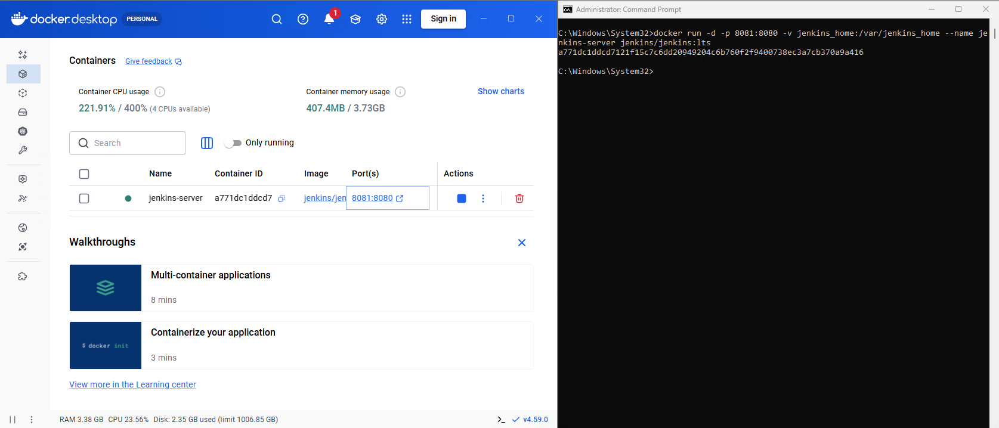 docker.desktop PERSONAL
1
Sign in
Containers Give feedback
Container CPU usage
221.91% / 400% (4 CPUs available)
Container memory usage
407.4MB / 3.73GB
Show charts
Search
Only running
Name Container ID Image Port(s) Actions
jenkins-server a771dc1ddcd7 jenkins/jen 8081:8080
Walkthroughs
Multi-container applications
8 mins
$ docker init
Containerize your application
3 mins
View more in the Learning center
RAM 3.38 GB CPU 23.56% Disk: 2.35 GB used (limit 1006.85 GB)
v4.59.0
Administrator: Command Prompt
C:\Windows\System32>docker run -d -p 8081:8080 -v jenkins_home:/var/jenkins_home --name je
nkins-server jenkins/jenkins:lts
a771dc1ddcd7121f15c7c6dd20949204c6b760f2f9400738ec3a7cb370a9a416
C:\Windows\System32>